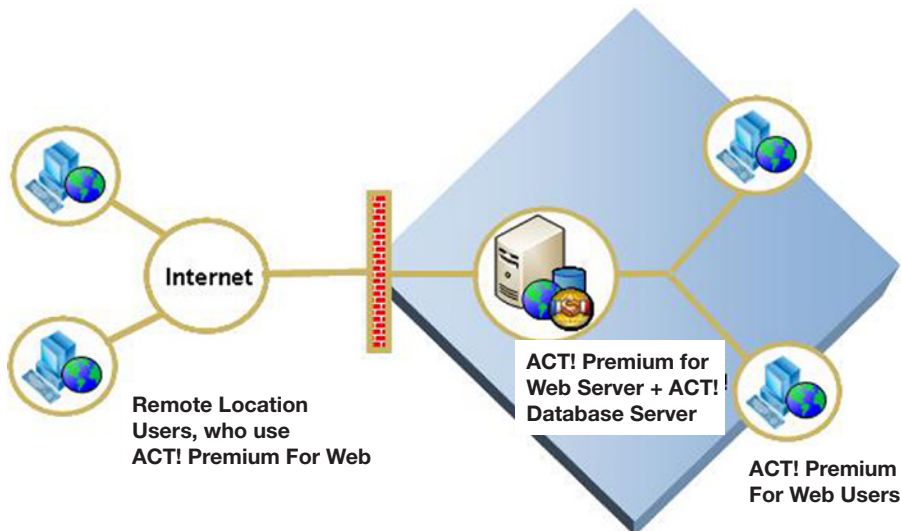 Internet
ACT! Premium for
Web Server + ACT!
Database Server
Remote Location
Users, who use
ACT! Premium For Web
ACT! Premium
For Web Users